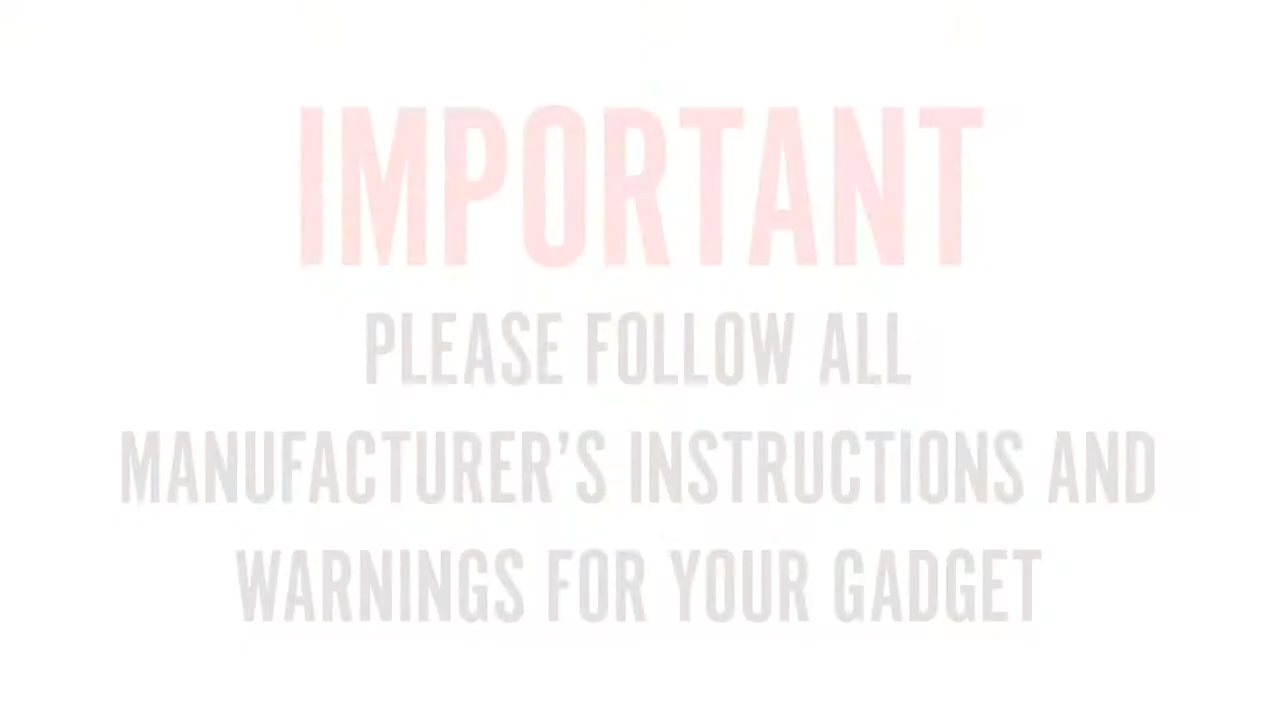 IMPORTANT
PLEASE FOLLOW ALL
MANUFACTURER’S INSTRUCTIONS AND
WARNINGS FOR YOUR GADGET